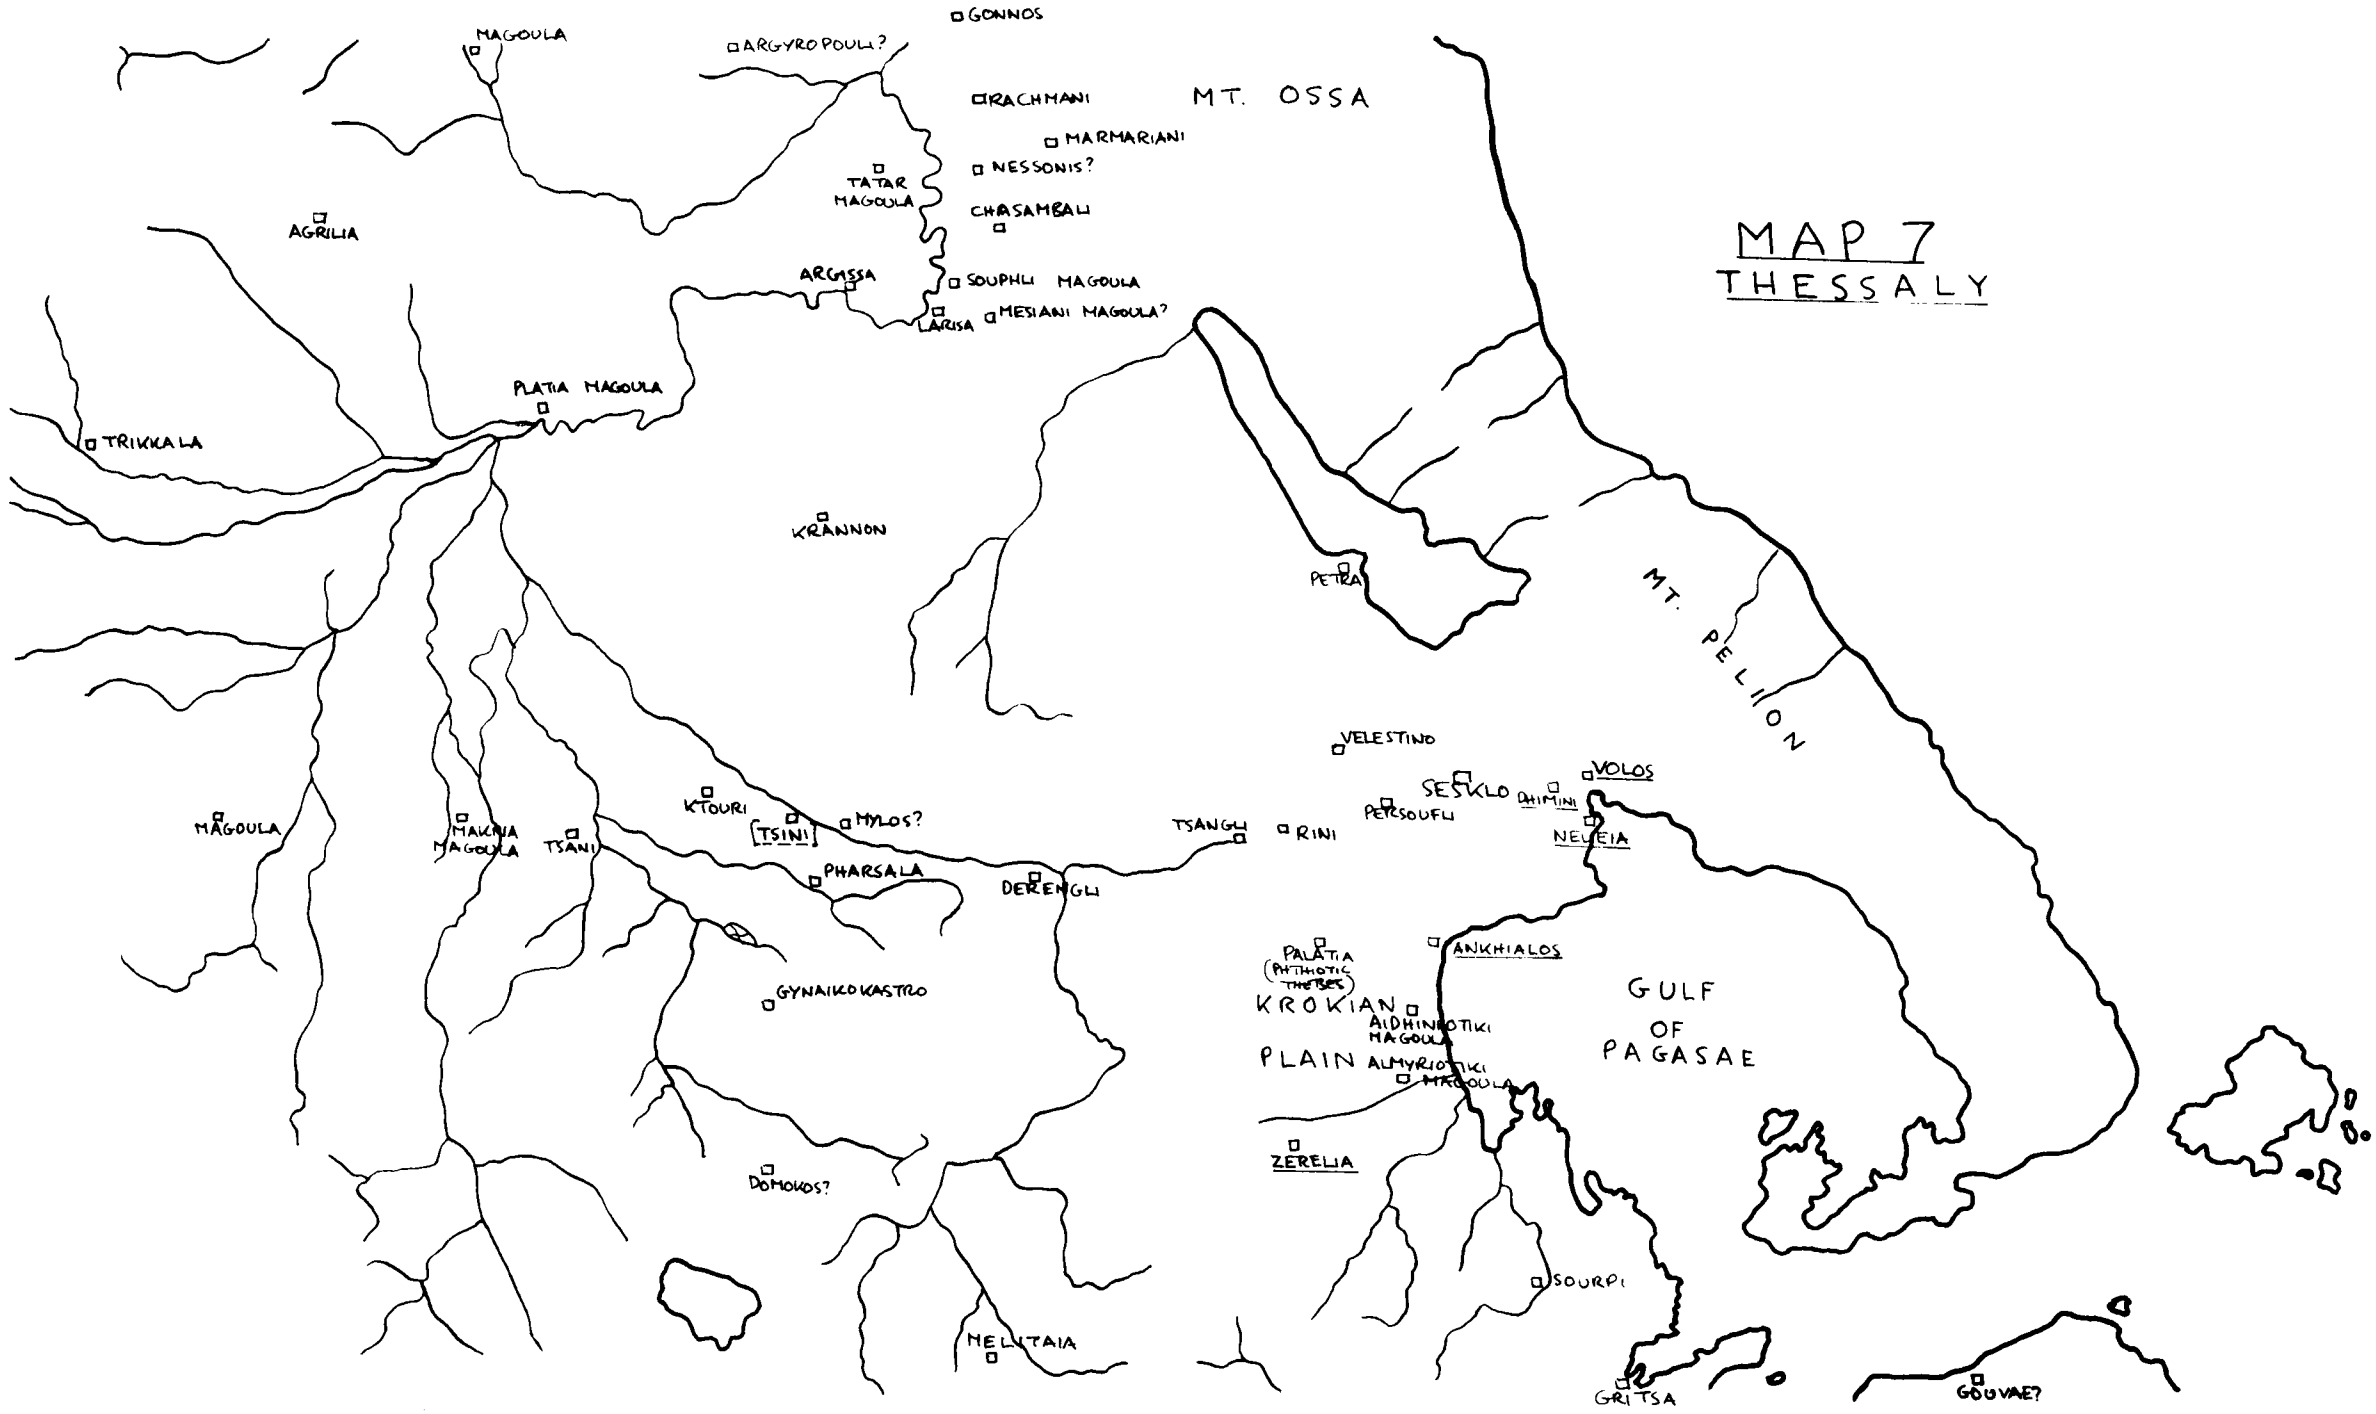 GONNOS
MAGOULA
ARGYROPOULI?
RACHMANI
MT. OSSA
MARMARIANI
NESSONIS?
TATAR
MAGOULA
CHASAMBALI
AGRILIA
MAP 7
THESSALY
ARGISSA
SOUPHLI MAGOULA
LARISA
MESIANI MAGOULA?
PLATIA MAGOULA
TRIKKALA
KRANNON
PETRA
MT. PELION
VELESTINO
VOLOS
SESKLO
DHIMINI
PERSOUFLI
KTOURI
[TSINI]
MYLOS?
TSANGLI
RINI
NELEIA
MAGOULA
MAKRIA
MAGOULA
TSANI
PHARSALA
DERENGLI
ANKHIALOS
PALATIA
(PHTHIOTIC
THEBES)
GYNAIKOKASTRO
KROKIAN
PLAIN
AIDHINIOTIKI
MAGOULA
ALMYRIOTIKI
MAGOULA
GULF
OF
PAGASAE
ZERELIA
DOMOKOS?
SOURPI
MELITAIA
GRITSA
GOUVAE?